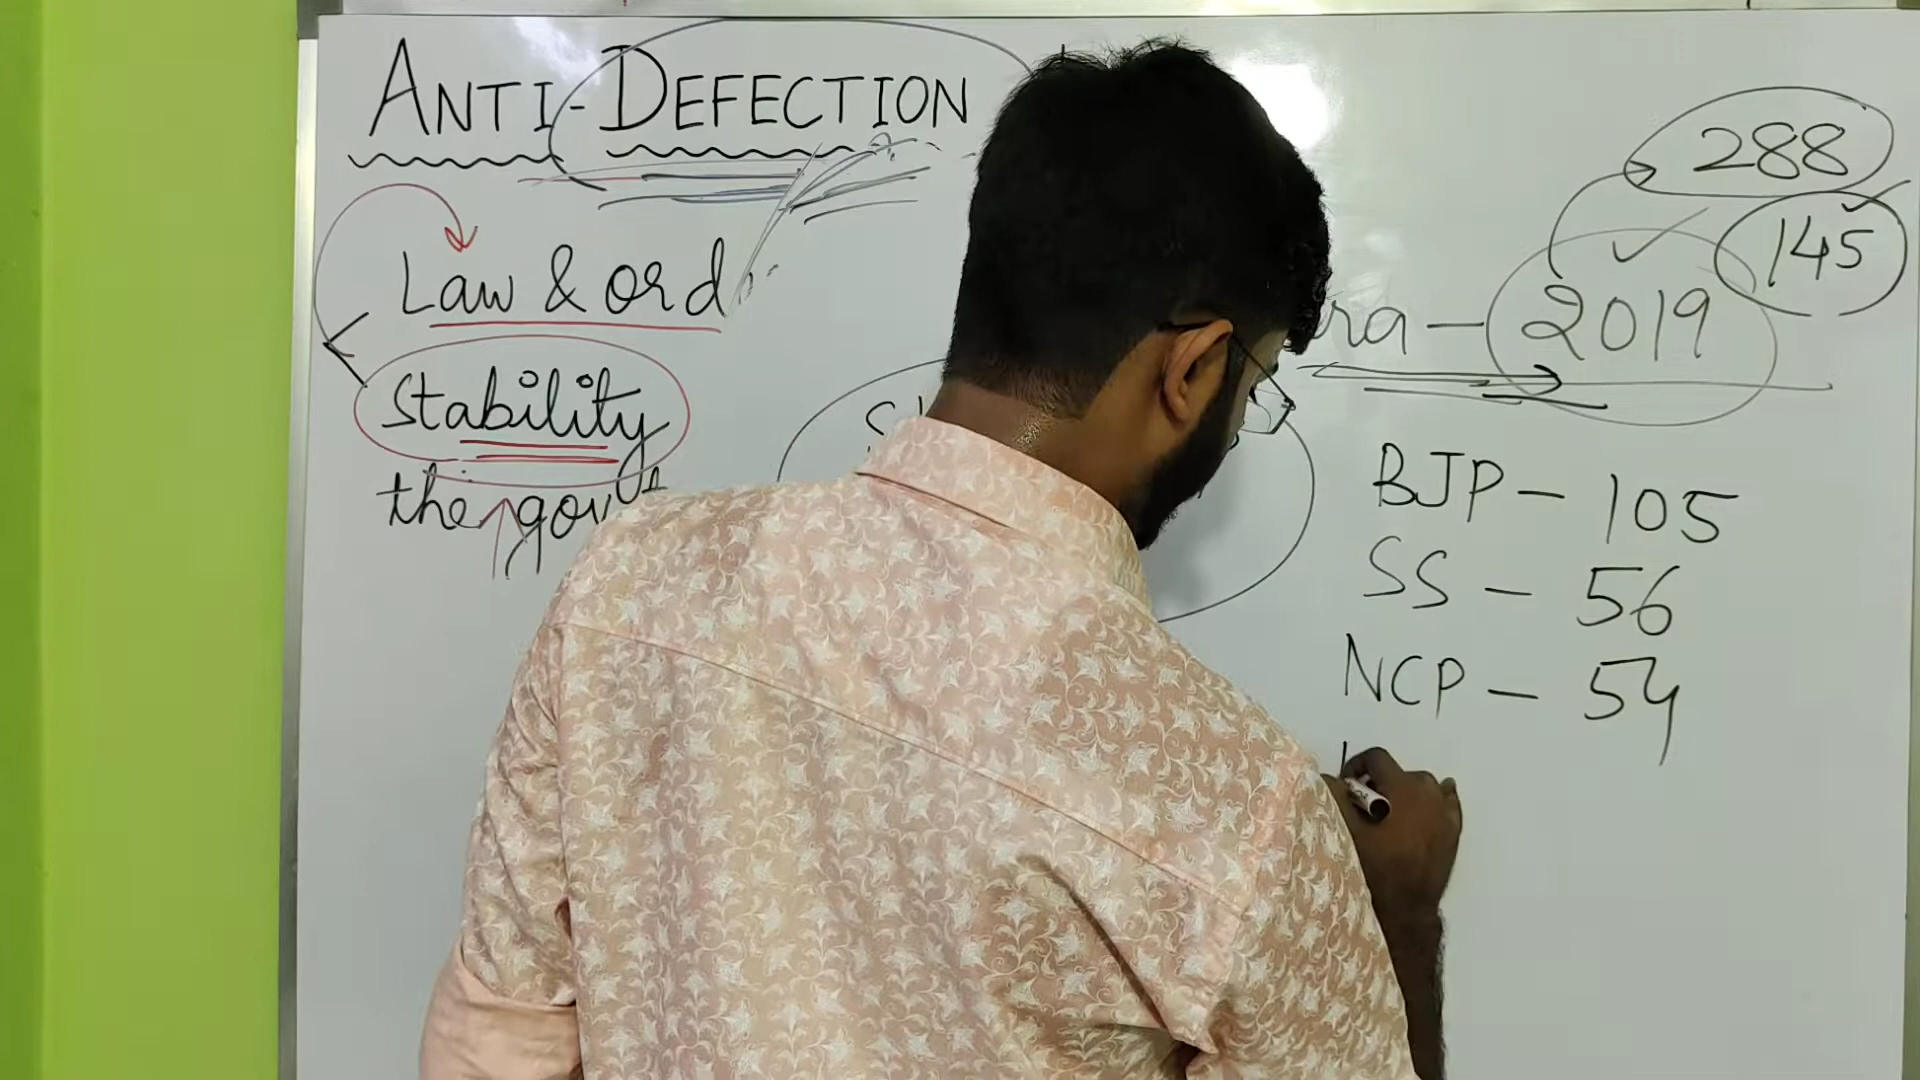 ANTI-DEFECTION
Law & ord
Stability
the gov
288
145
ra - 2019
BJP - 105
SS - 56
NCP - 54